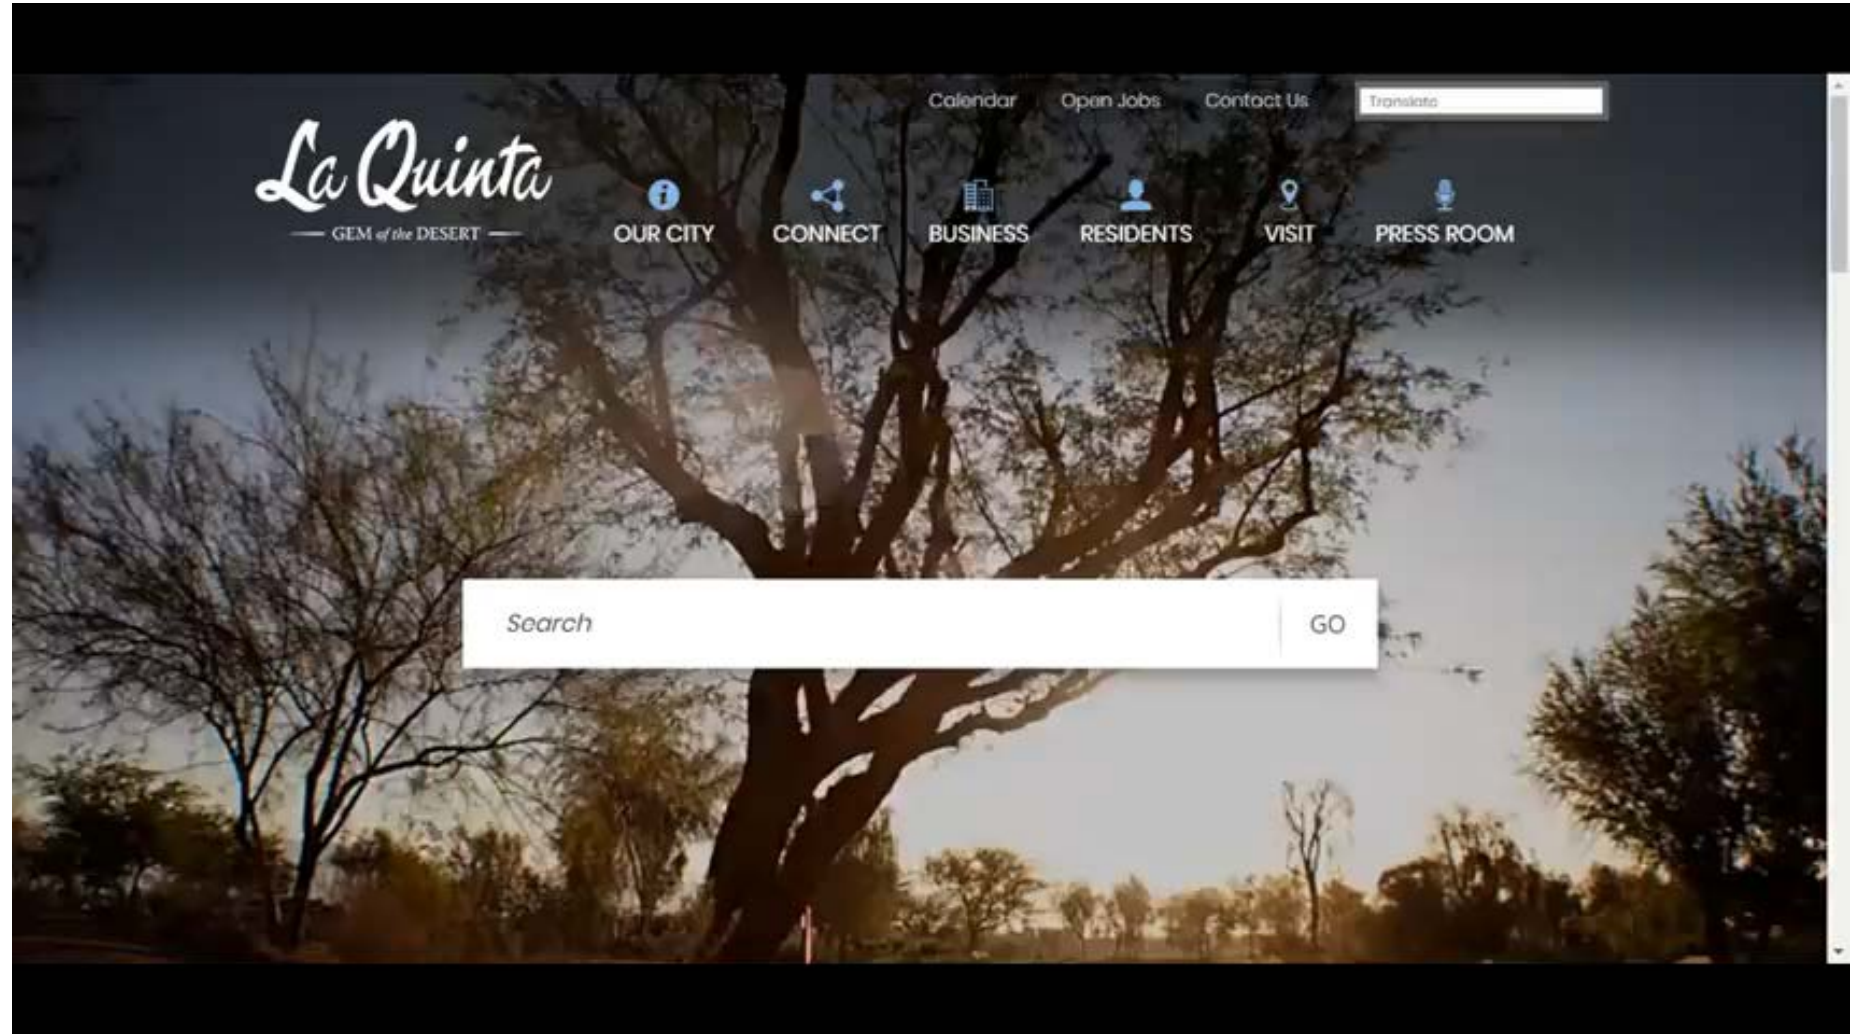 Calendar Open Jobs Contact Us Translate
La Quinta
GEM of the DESERT
OUR CITY CONNECT BUSINESS RESIDENTS VISIT PRESS ROOM
Search GO